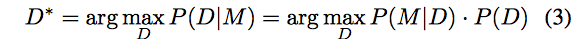 D* = arg max_D P(D|M) = arg max_D P(M|D) · P(D) (3)